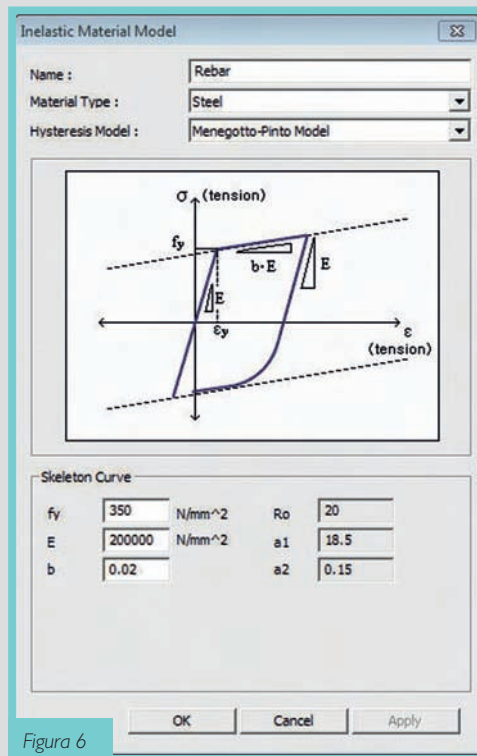 Inelastic Material Model
Name : Rebar
Material Type : Steel
Hysteresis Model : Menegotto-Pinto Model
σ (tension)
fy
b·E
E
E
εy
ε
(tension)
Skeleton Curve
fy 350 N/mm^2 Ro 20
E 200000 N/mm^2 a1 18.5
b 0.02 a2 0.15
OK Cancel Apply
Figura 6